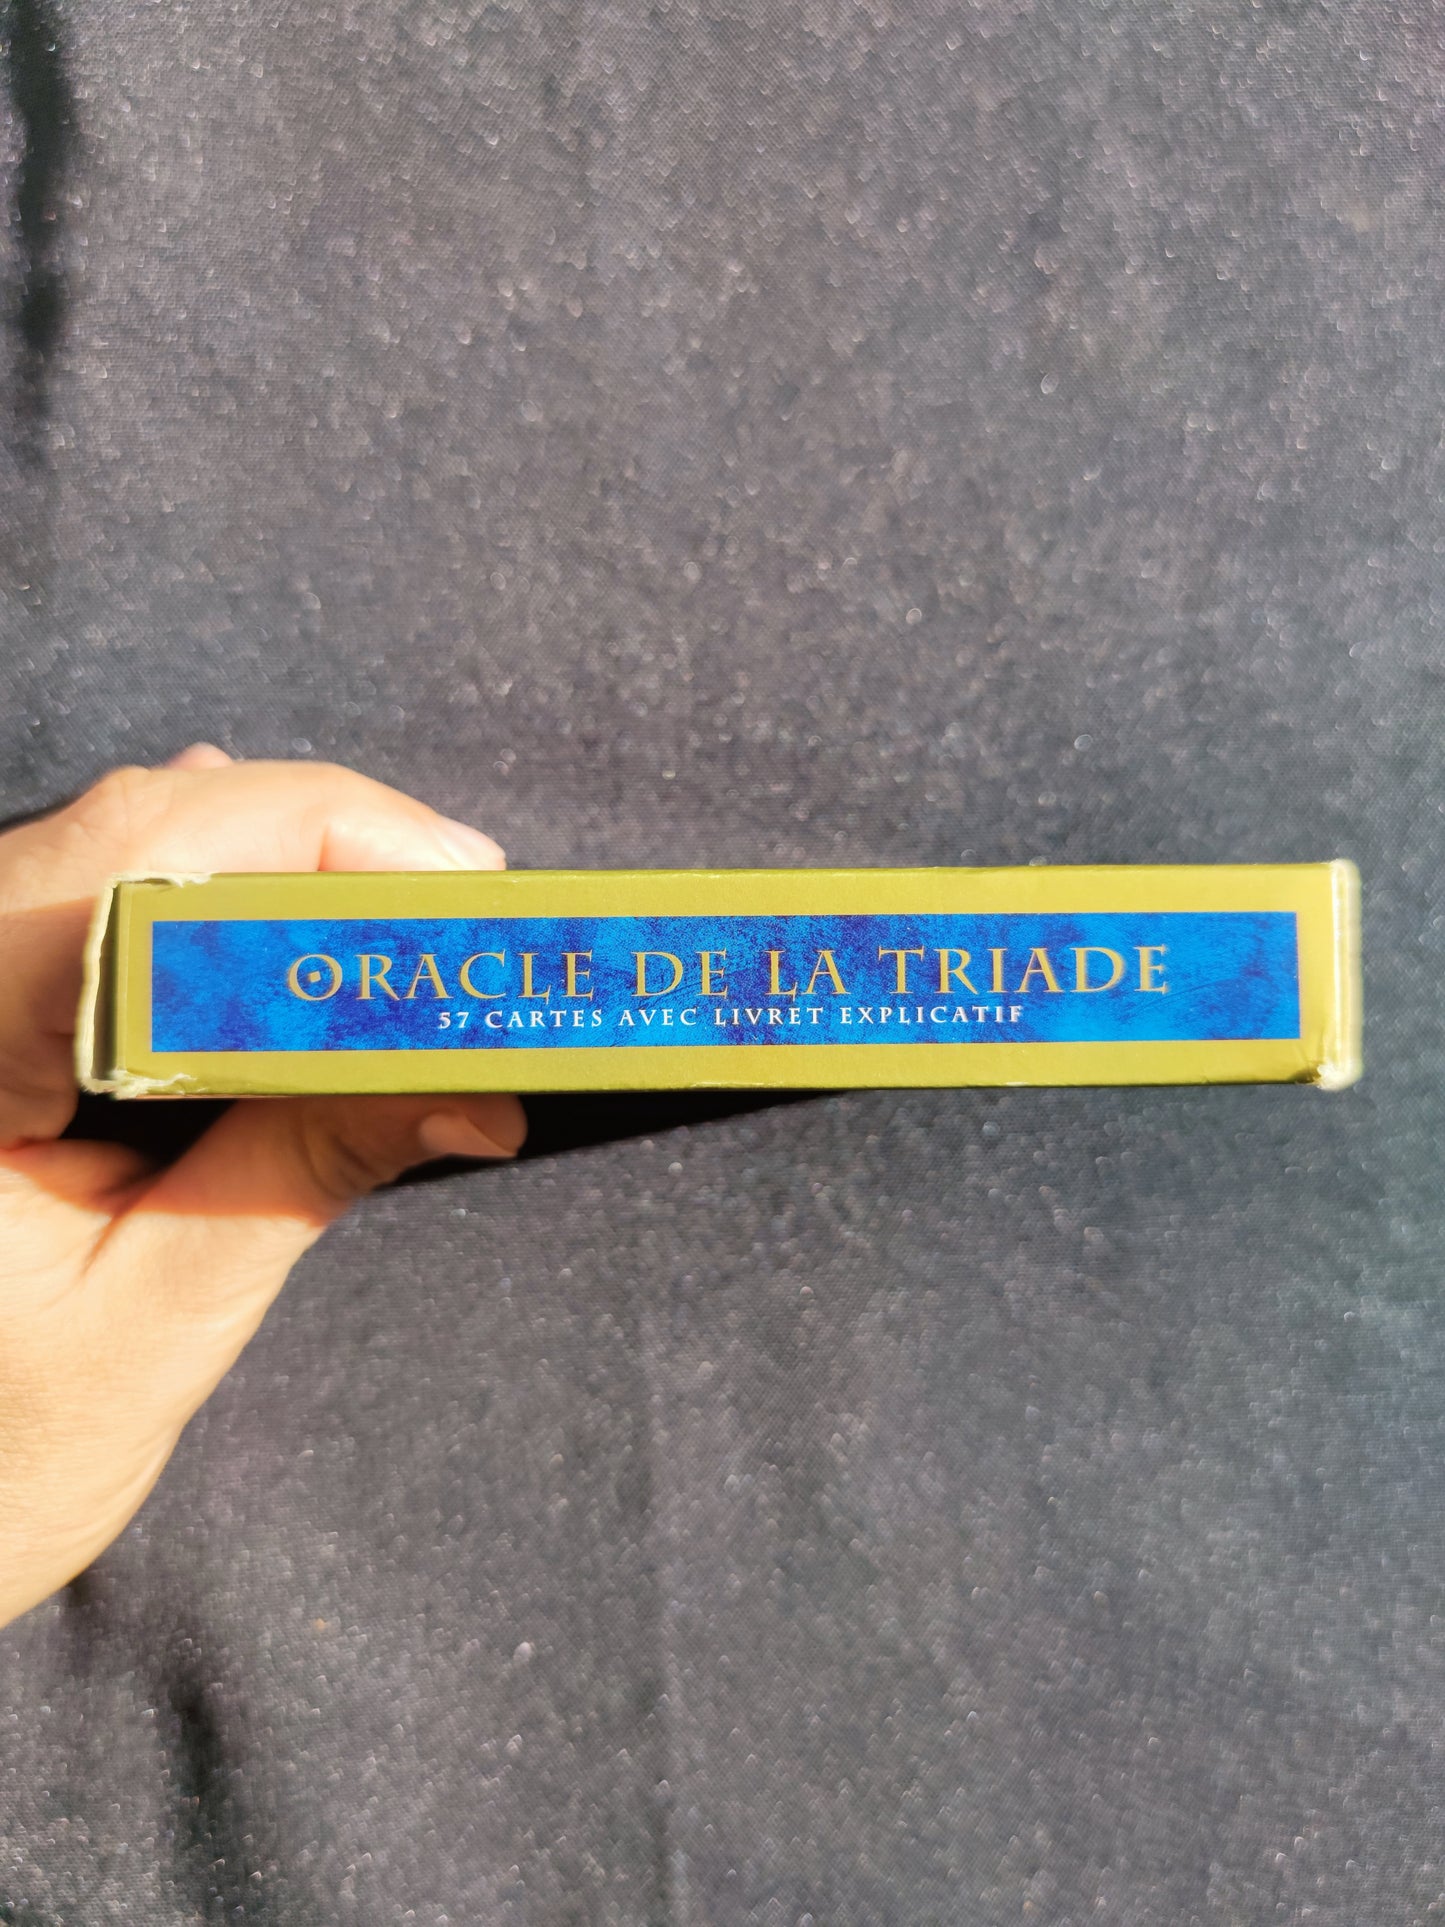 ORACLE DE LA TRIADE
57 CARTES AVEC LIVRET EXPLICATIF